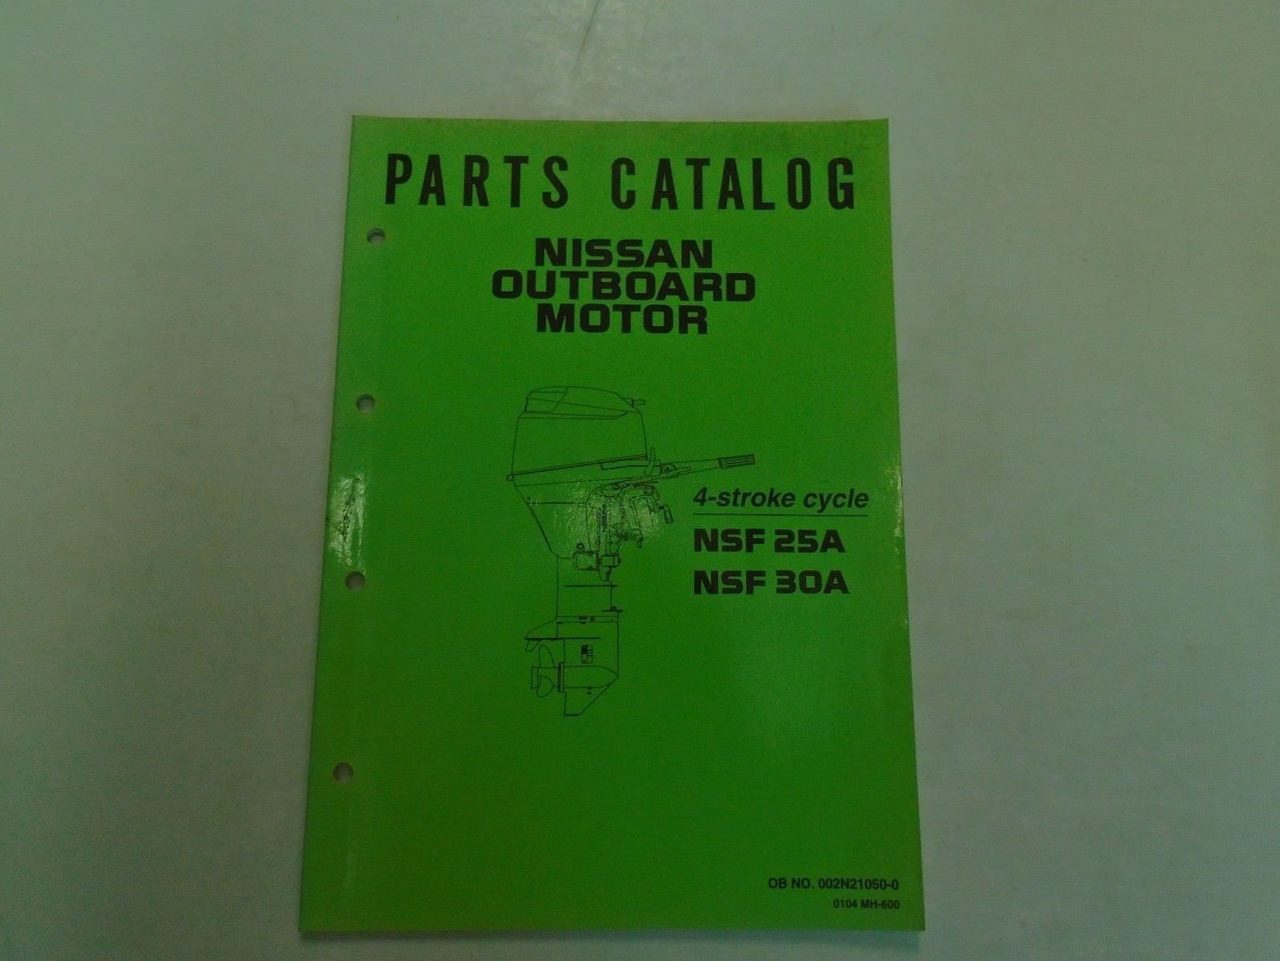 PARTS CATALOG
NISSAN
OUTBOARD
MOTOR
4-stroke cycle
NSF 25A
NSF 30A
OB NO. 002N21050-0
0104 MH-600